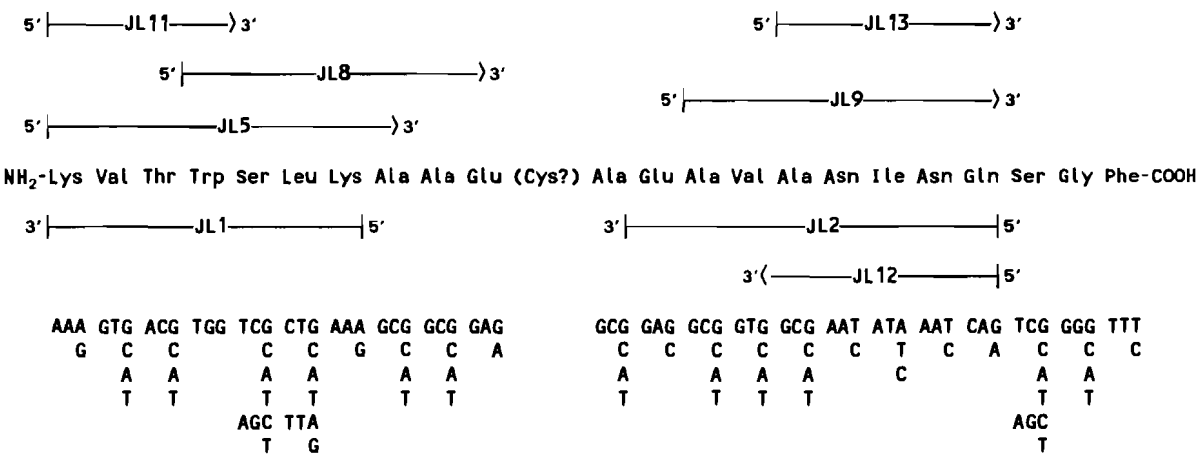 5' JL11 3' 5' JL13 3'
5' JL8 3'
5' JL9 3'
5' JL5 3'
NH2-Lys Val Thr Trp Ser Leu Lys Ala Ala Glu (Cys?) Ala Glu Ala Val Ala Asn Ile Asn Gln Ser Gly Phe-COOH
3' JL1 5' 3' JL2 5'
3' JL12 5'
AAA GTG ACG TGG TCG CTG AAA GCG GCG GAG GCG GAG GCG GTG GCG AAT ATA AAT CAG TCG GGG TTT
G C C C C G C C A C C C C C C T C A C C C
A A A A A A A A A A C A A
T T T T T T T T T T T T
AGC TTA AGC
T G T